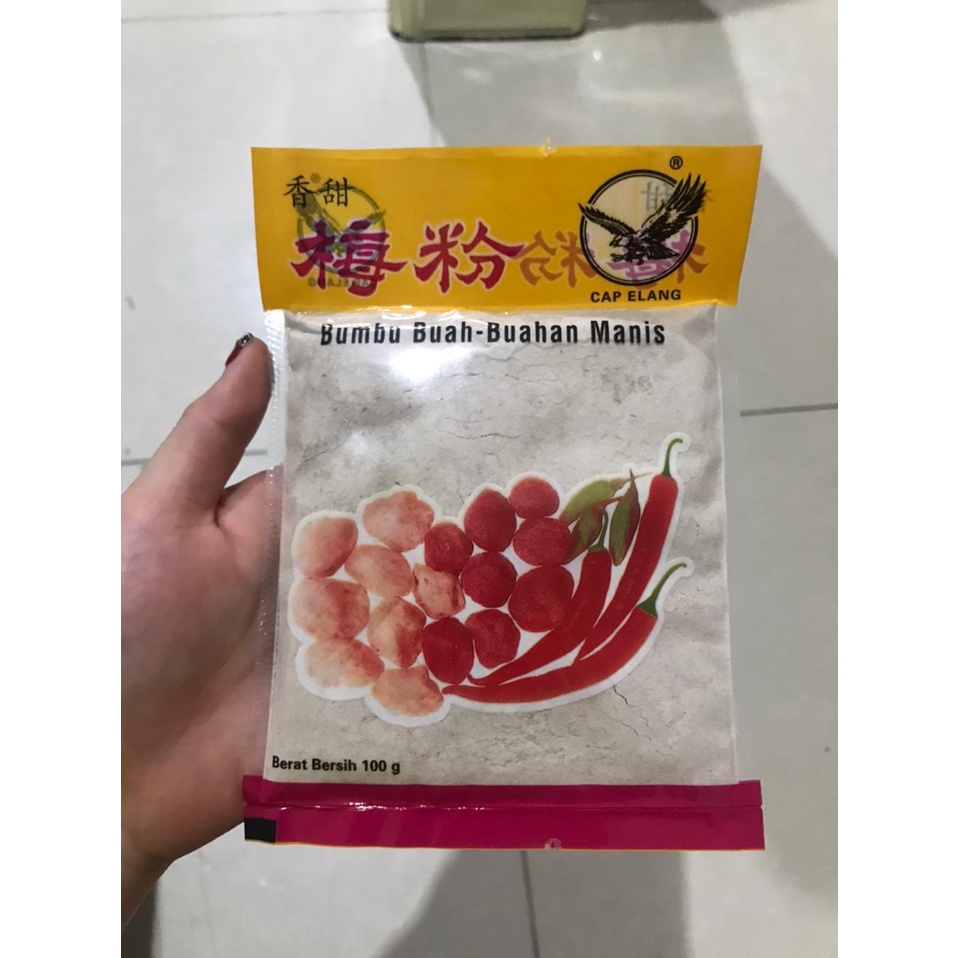 香®甜
梅粉
®
CAP ELANG
Bumbu Buah-Buahan Manis
Berat Bersih 100 g